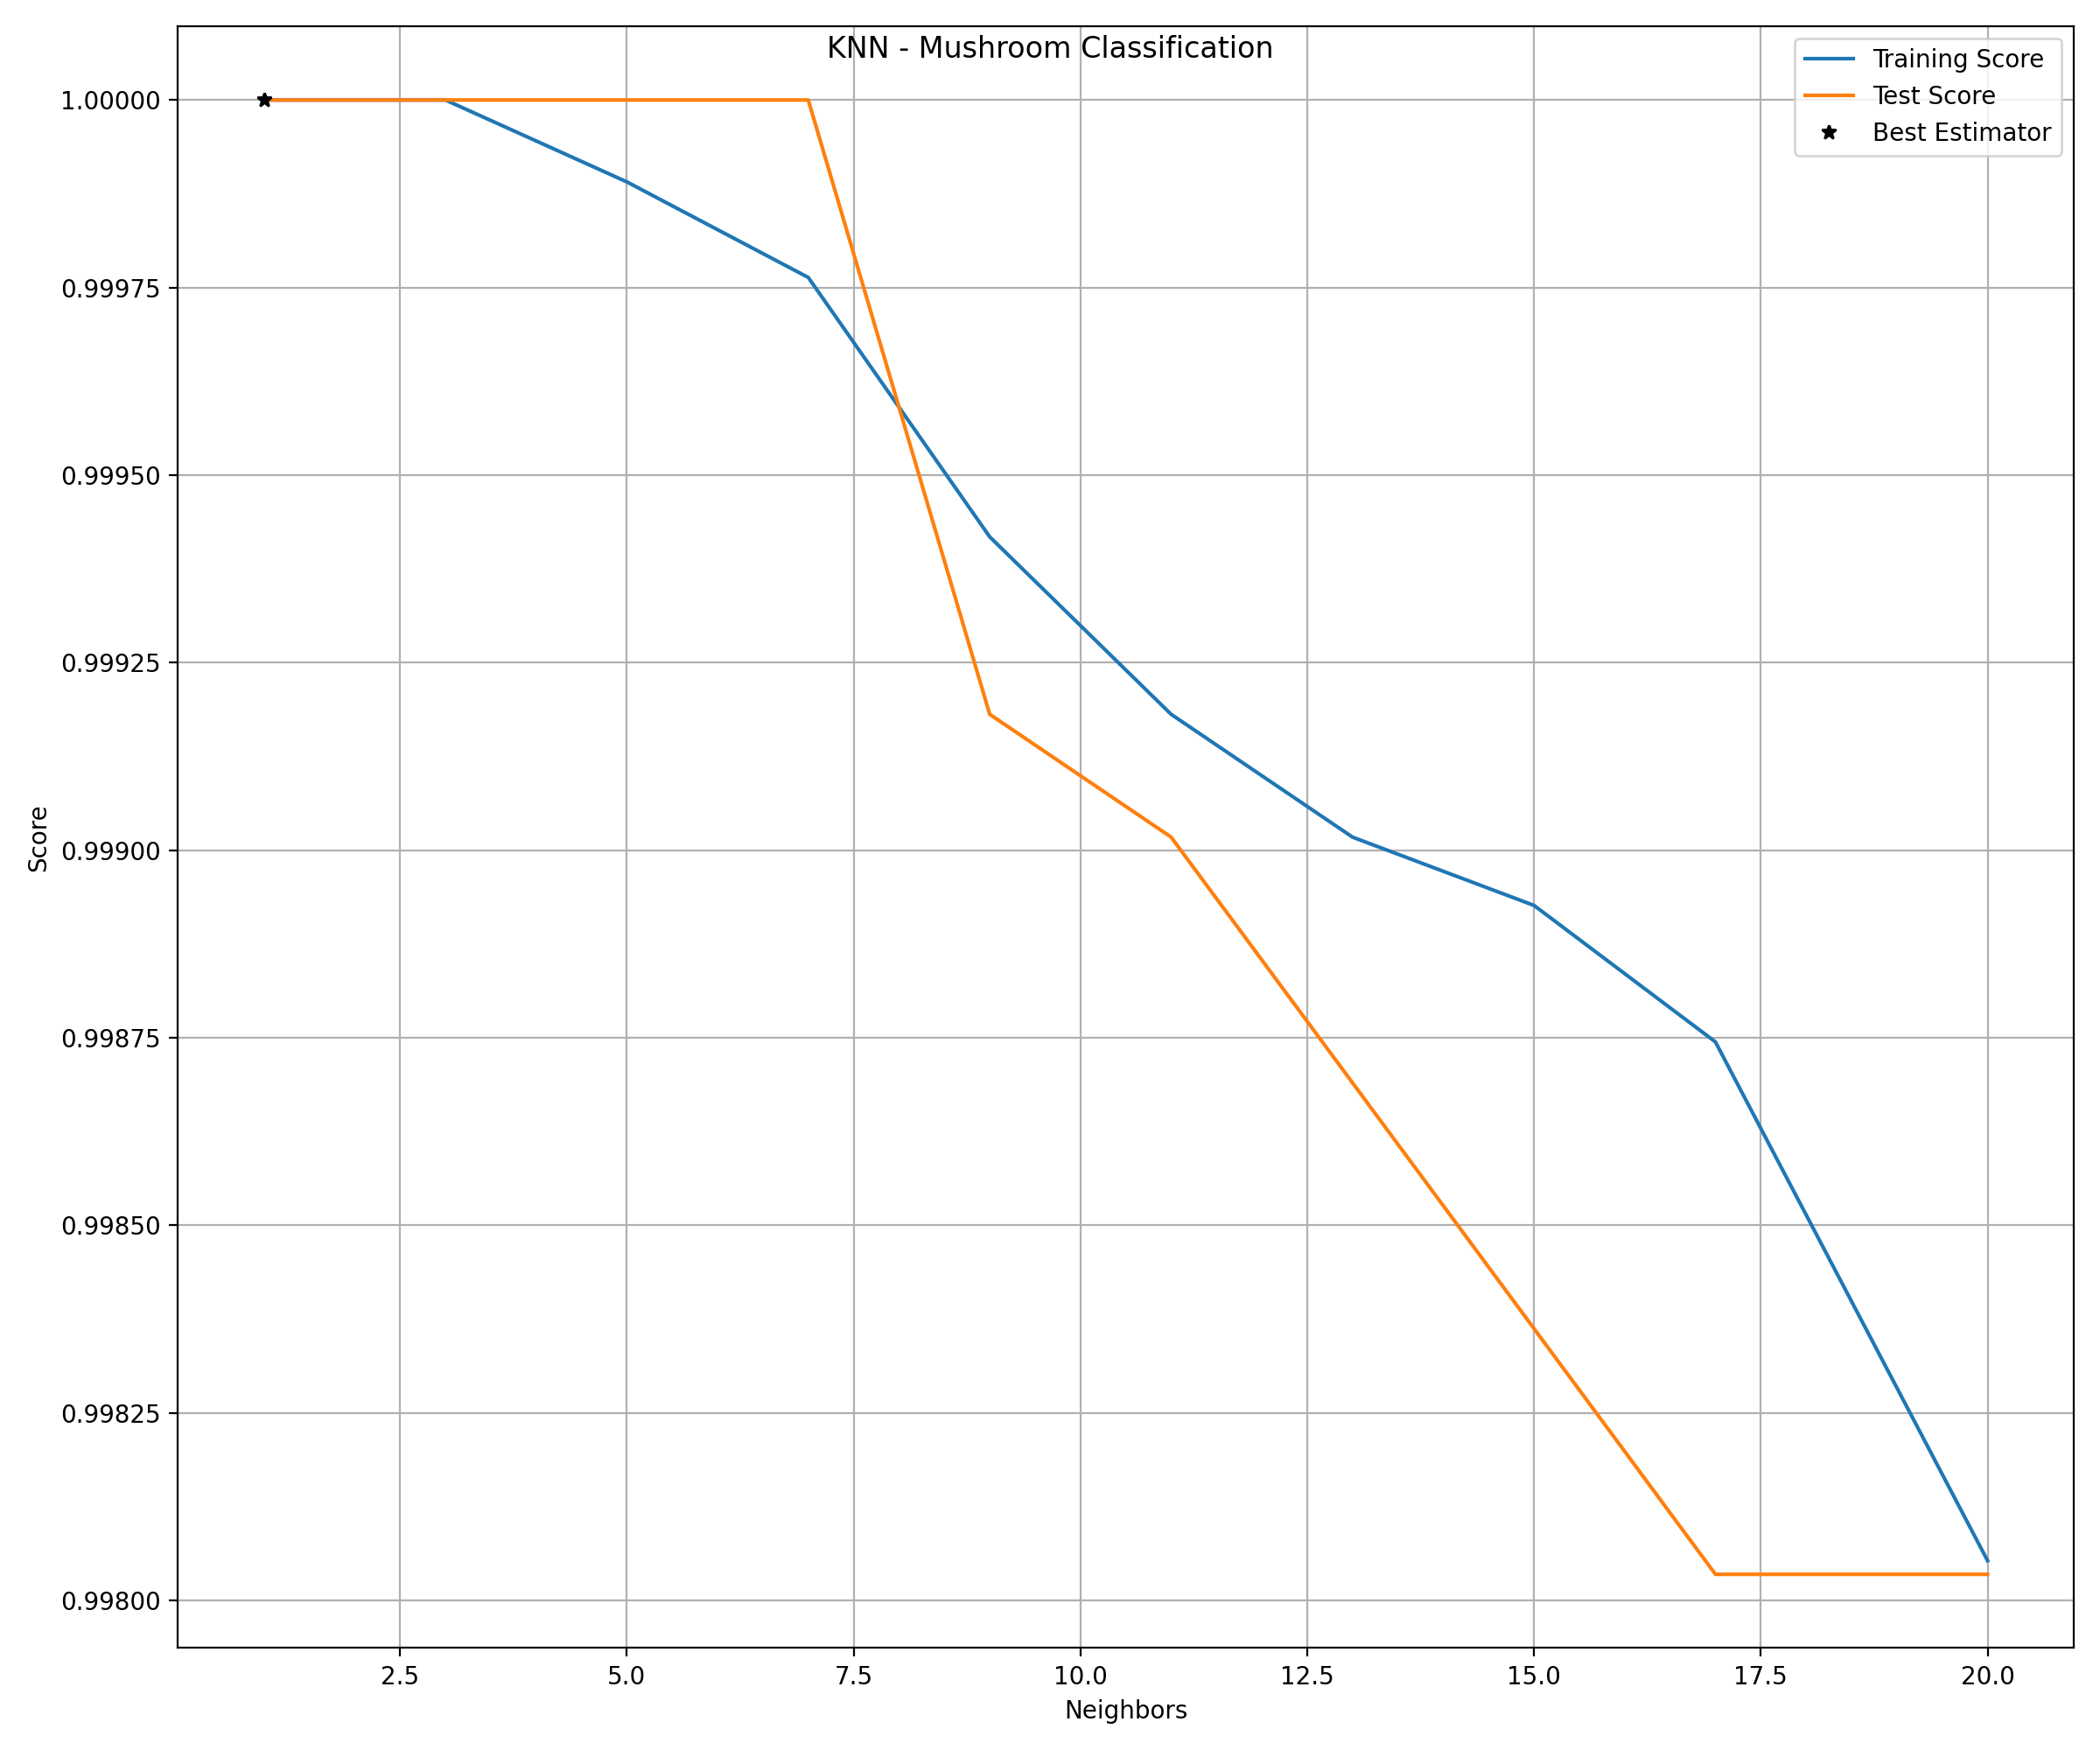 KNN - Mushroom Classification
Training Score
Test Score
Best Estimator
1.00000
0.99975
0.99950
0.99925
0.99900
0.99875
0.99850
0.99825
0.99800
Score
2.5 5.0 7.5 10.0 12.5 15.0 17.5 20.0
Neighbors